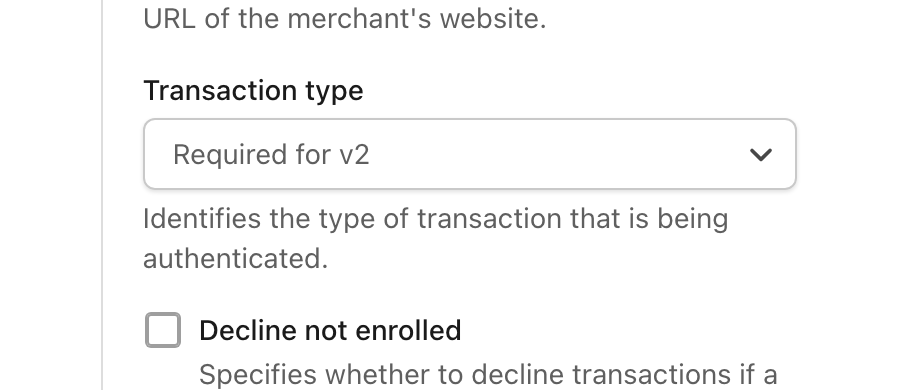 URL of the merchant's website.
Transaction type
Required for v2
Identifies the type of transaction that is being
authenticated.
Decline not enrolled
Specifies whether to decline transactions if a